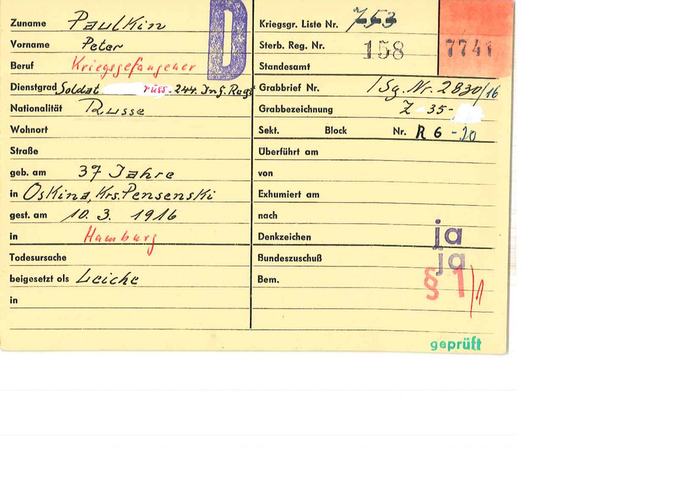 Zuname Paulkin
Vorname Peter
Beruf Kriegsgefangener
Dienstgrad Soldat russ. 244. Inf. Regt
Nationalität Russe
Wohnort
Straße
geb. am 37 Jahre
in Oskina, Krs. Pensenski
gest. am 10. 3. 1916
in Hamburg
Todesursache
beigesetzt als Leiche
in
D
Kriegsgr. Liste Nr. 753
Sterb. Reg. Nr. 158 7741
Standesamt
Grabbrief Nr. / Sg. Nr. 2830/16
Grabbezeichnung Z - 35 -
Sekt. Block Nr. R 6 - 20
Überführt am
von
Exhumiert am
nach
Denkzeichen ja
Bundeszuschuß ja
Bem. § 1/1
geprüft